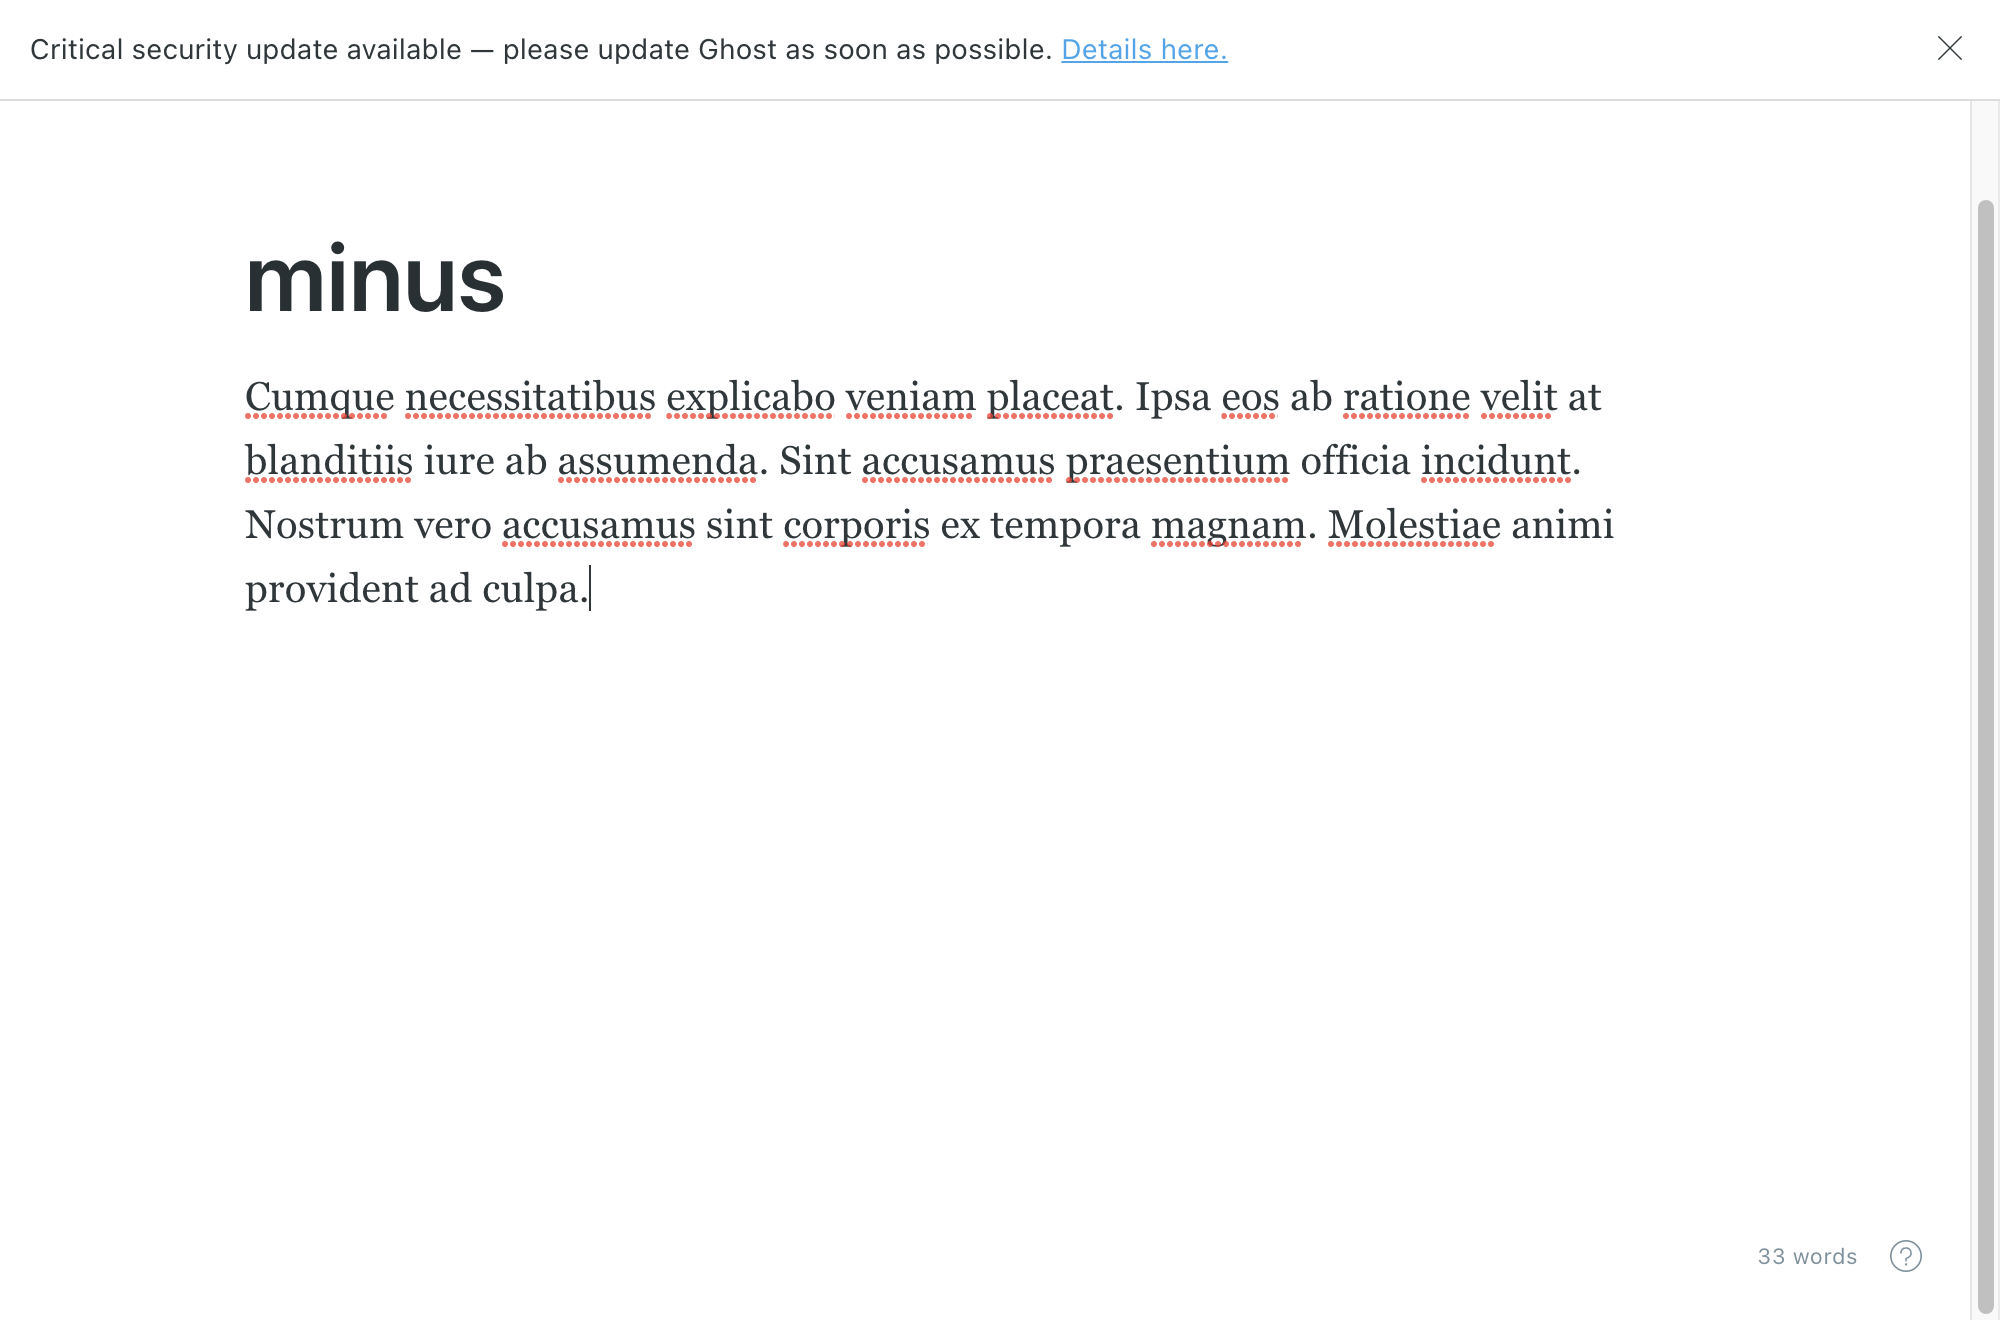 Critical security update available — please update Ghost as soon as possible. Details here.
minus
Cumque necessitatibus explicabo veniam placeat. Ipsa eos ab ratione velit at
blanditiis iure ab assumenda. Sint accusamus praesentium officia incidunt.
Nostrum vero accusamus sint corporis ex tempora magnam. Molestiae animi
provident ad culpa.
33 words
?